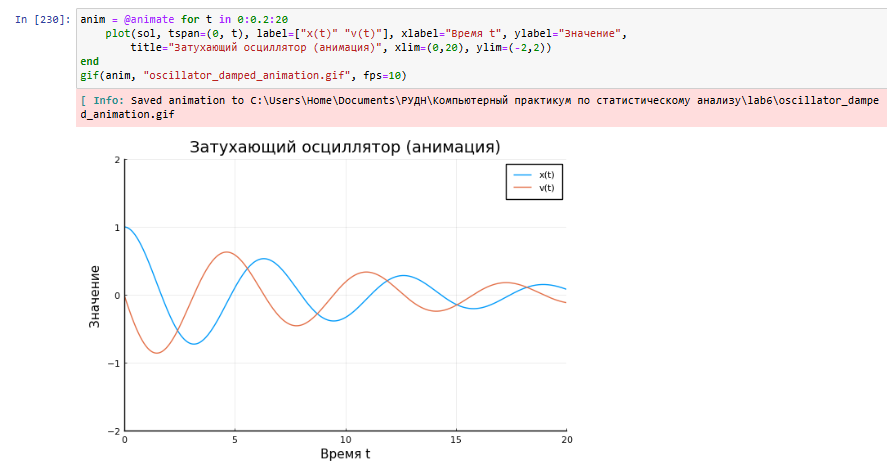 In [230]: anim = @animate for t in 0:0.2:20
plot(sol, tspan=(0, t), label=["x(t)" "v(t)"], xlabel="Время t", ylabel="Значение",
title="Затухающий осциллятор (анимация)", xlim=(0,20), ylim=(-2,2))
end
gif(anim, "oscillator_damped_animation.gif", fps=10)
[ Info: Saved animation to C:\Users\Home\Documents\РУДН\Компьютерный практикум по статистическому анализу\lab6\oscillator_dampe
d_animation.gif
Затухающий осциллятор (анимация)
2
x(t)
v(t)
1
0
Значение
−1
−2
0 5 10 15 20
Время t